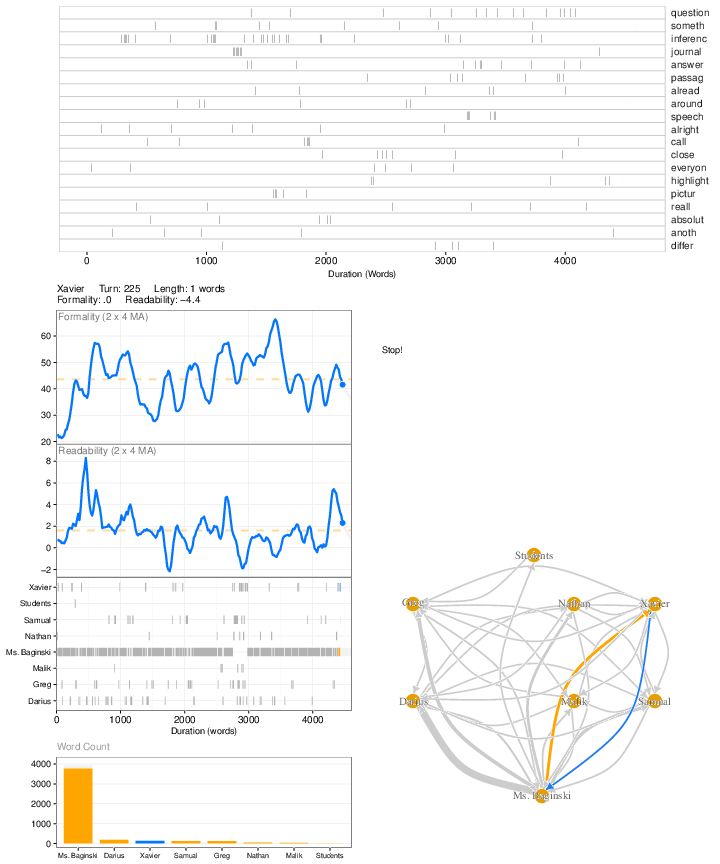 question
someth
inferenc
journal
answer
passag
alread
around
speech
alright
call
close
everyon
highlight
pictur
reall
absolut
anoth
differ
0 1000 2000 3000 4000
Duration (Words)
Xavier Turn: 225 Length: 1 words
Formality: .0 Readability: −4.4
Formality (2 x 4 MA)
60
50
40
30
20
Stop!
Readability (2 x 4 MA)
8
6
4
2
0
−2
Xavier
Students
Samual
Nathan
Ms. Baginski
Malik
Greg
Darius
0 1000 2000 3000 4000
Duration (words)
Students
Greg Nathan Xavier
Darius Malik Samual
Ms. Baginski
Word Count
4000
3000
2000
1000
0
Ms. Baginski Darius Xavier Samual Greg Nathan Malik Students